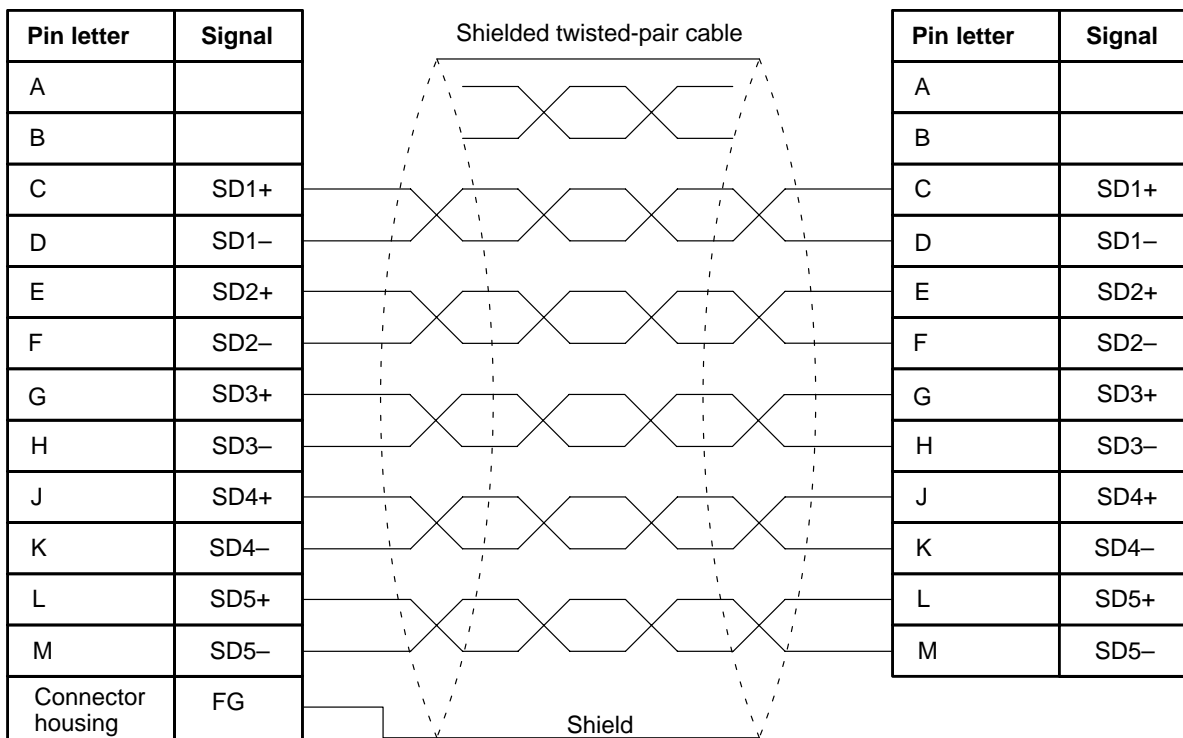 Pin letter Signal Shielded twisted-pair cable Pin letter Signal
A A
B B
C SD1+ C SD1+
D SD1– D SD1–
E SD2+ E SD2+
F SD2– F SD2–
G SD3+ G SD3+
H SD3– H SD3–
J SD4+ J SD4+
K SD4– K SD4–
L SD5+ L SD5+
M SD5– M SD5–
Connector
housing FG Shield